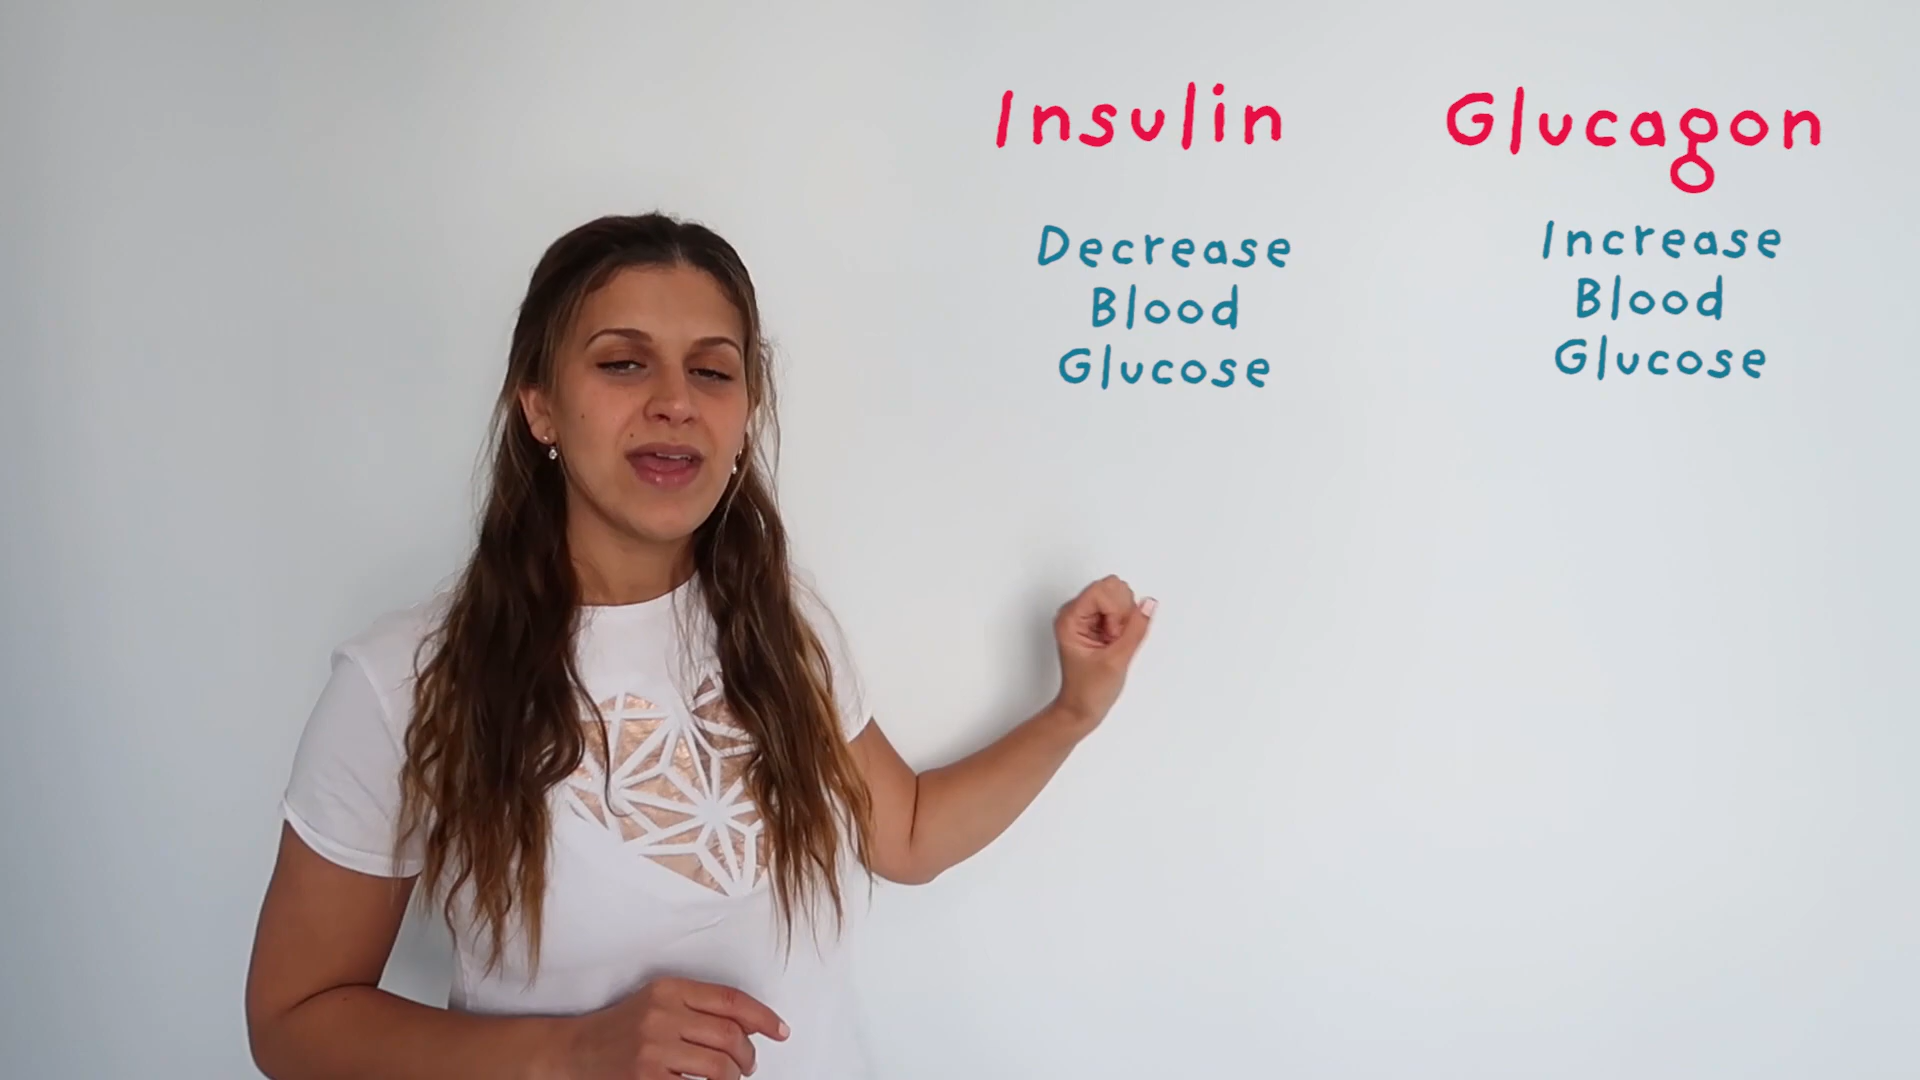 Insulin
Decrease
Blood
Glucose
Glucagon
Increase
Blood
Glucose